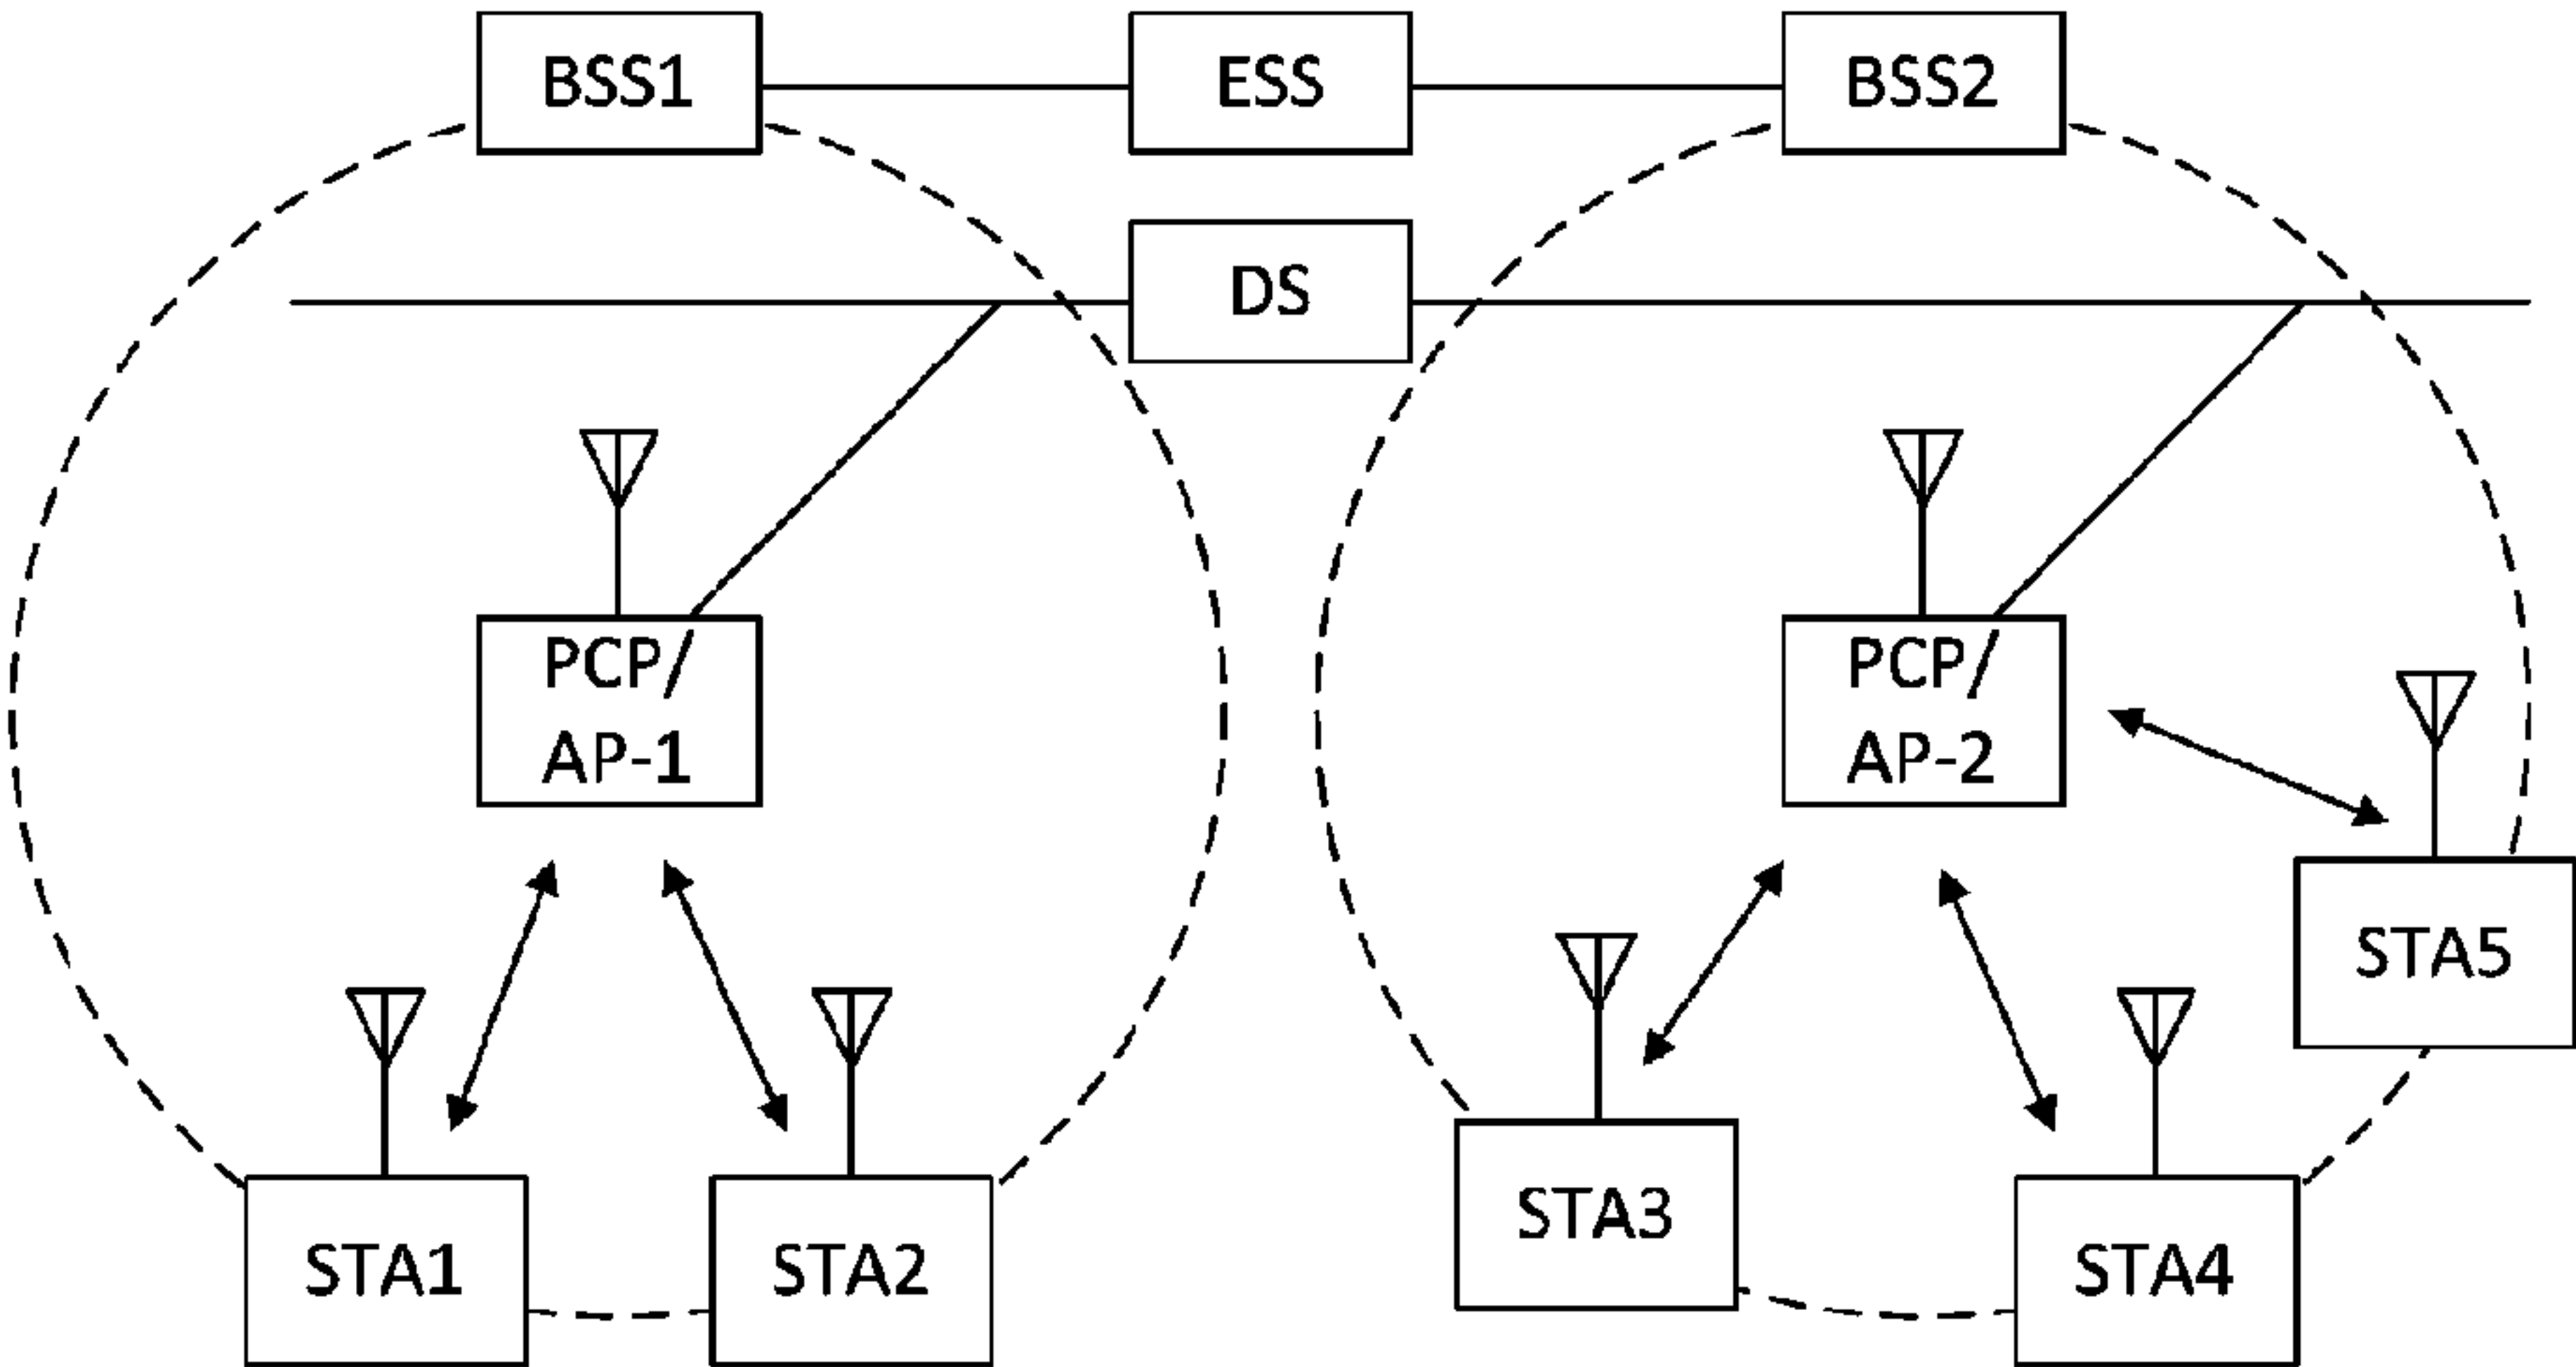 BSS1
ESS
BSS2
DS
PCP/
AP-1
PCP/
AP-2
STA5
STA3
STA1
STA2
STA4